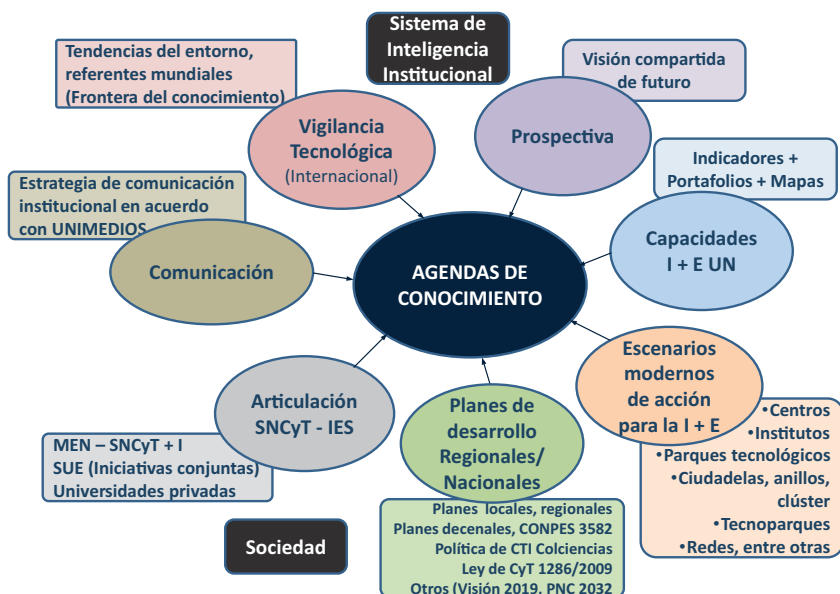 Sistema de
Inteligencia
Institucional
Tendencias del entorno,
referentes mundiales
(Frontera del conocimiento)
Vigilancia
Tecnológica
(Internacional)
Visión compartida
de futuro
Prospectiva
Indicadores +
Portafolios + Mapas
Capacidades
I + E UN
Estrategia de comunicación
institucional en acuerdo
con UNIMEDIOS
Comunicación
AGENDAS DE
CONOCIMIENTO
Escenarios
modernos
de acción
para la I + E
•Centros
•Institutos
•Parques tecnológicos
•Ciudadelas, anillos,
clúster
•Tecnoparques
•Redes, entre otras
Articulación
SNCyT - IES
MEN – SNCyT + I
SUE (Iniciativas conjuntas)
Universidades privadas
Planes de
desarrollo
Regionales/
Nacionales
Planes locales, regionales
Planes decenales, CONPES 3582
Política de CTI Colciencias
Ley de CyT 1286/2009
Otros (Visión 2019, PNC 2032
Sociedad